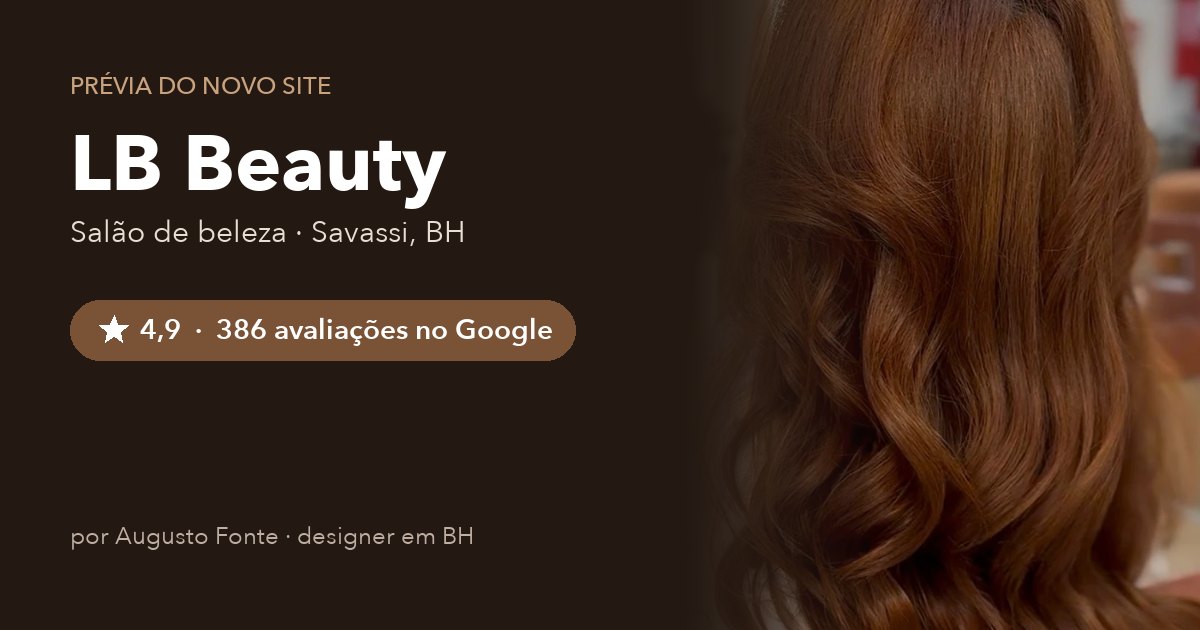 PRÉVIA DO NOVO SITE
LB Beauty
Salão de beleza · Savassi, BH
★ 4,9 · 386 avaliações no Google
por Augusto Fonte · designer em BH